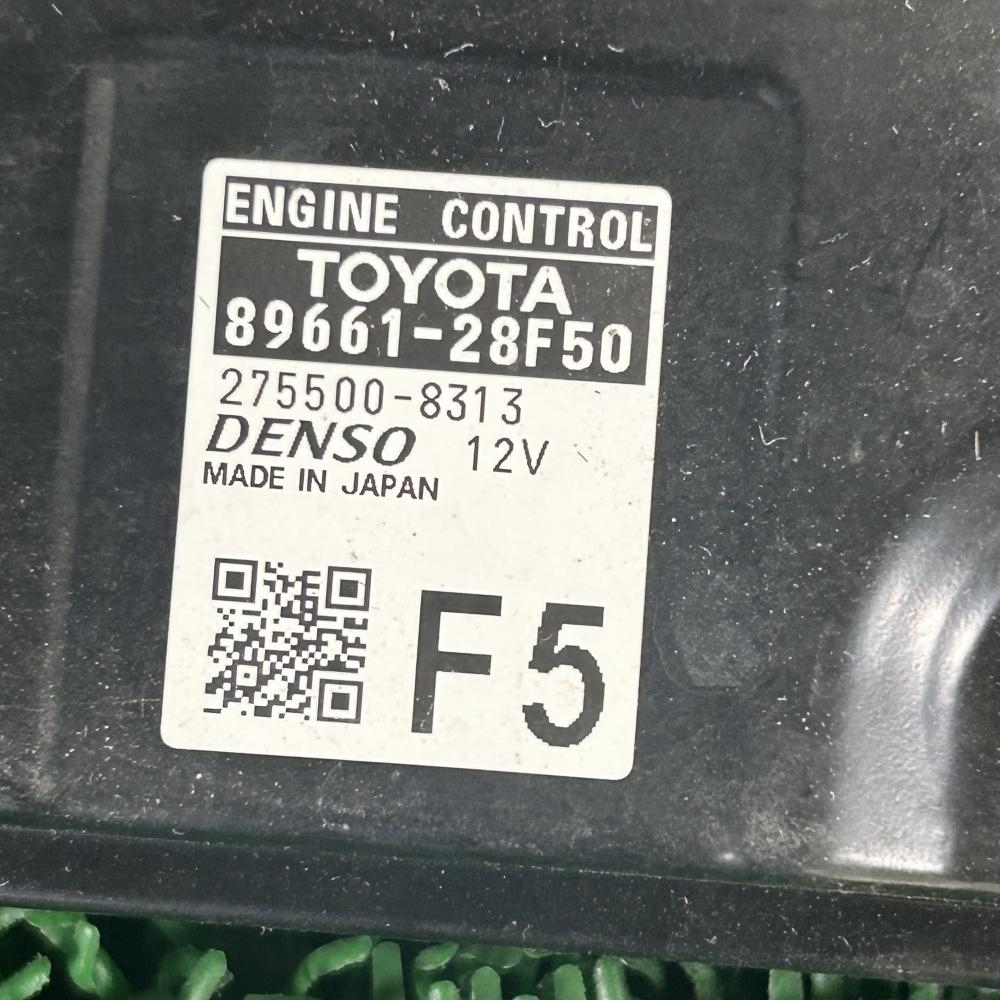 ENGINE CONTROL
TOYOTA
89661-28F50
275500-8313
DENSO 12V
MADE IN JAPAN
F5